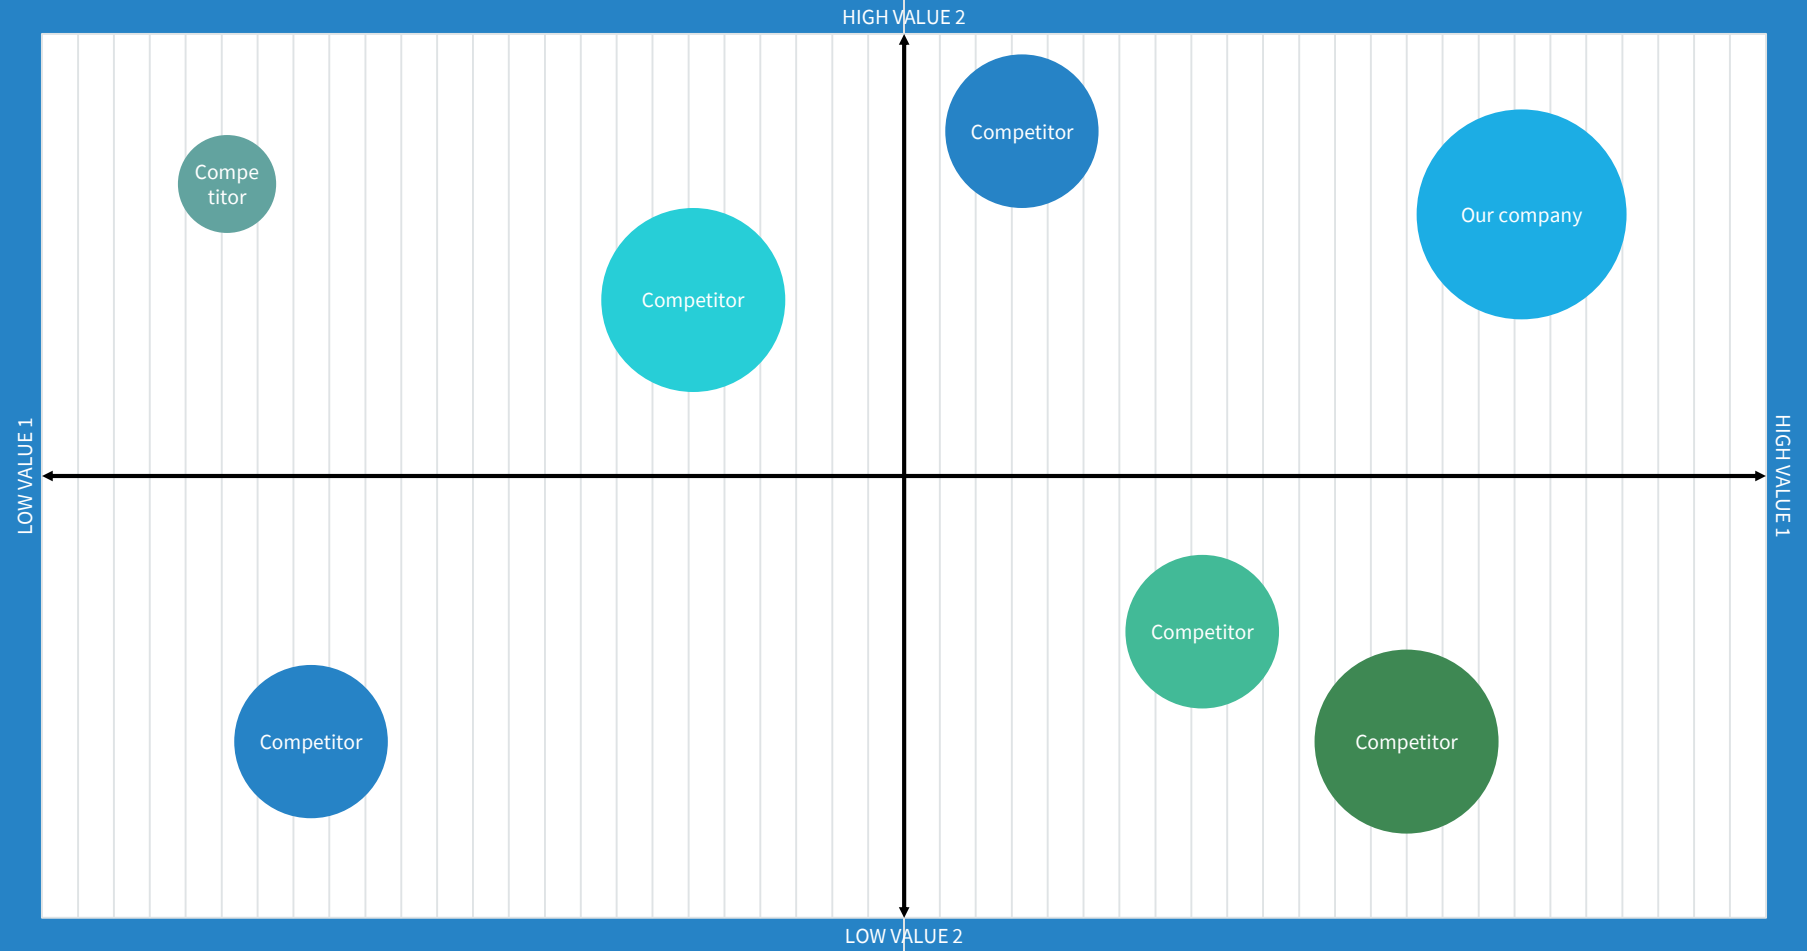 HIGH VALUE 2
Competitor
Compe
titor
Our company
Competitor
LOW VALUE 1
HIGH VALUE 1
Competitor
Competitor
Competitor
LOW VALUE 2